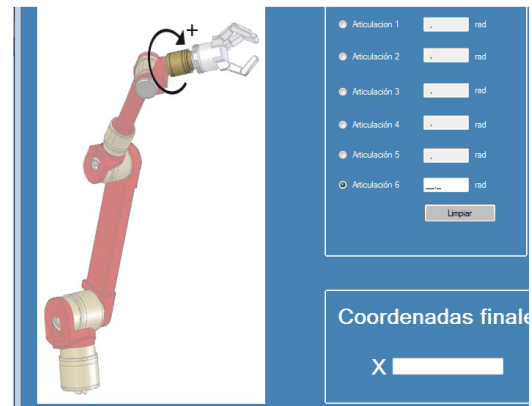 +
Articulacion 1 . rad
Articulación 2 . rad
Articulación 3 . rad
Articulación 4 . rad
Articulación 5 . rad
Articulación 6 __._ rad
Limpiar
Coordenadas finale
X